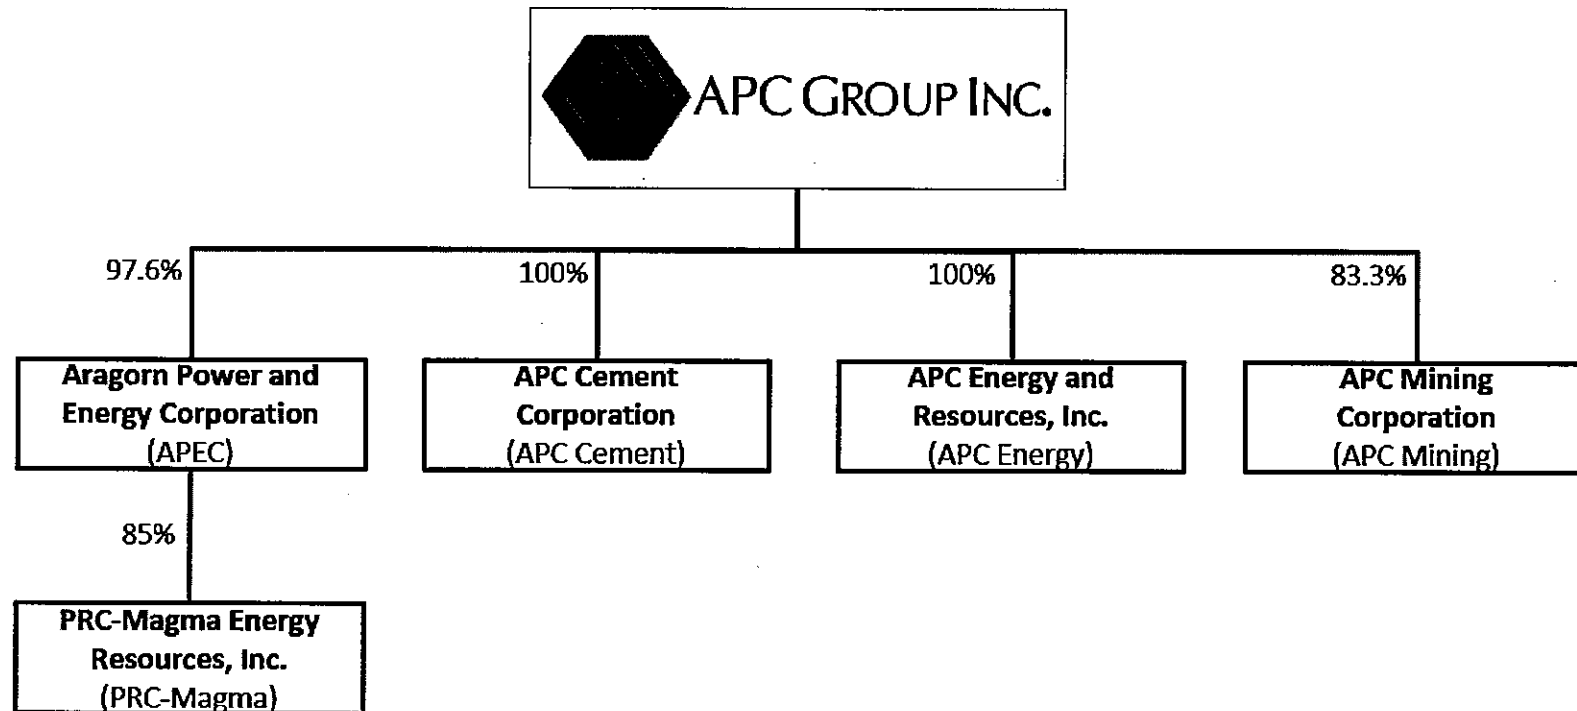 APC GROUP INC.
97.6%
100%
100%
83.3%
Aragorn Power and
Energy Corporation
(APEC)
APC Cement
Corporation
(APC Cement)
APC Energy and
Resources, Inc.
(APC Energy)
APC Mining
Corporation
(APC Mining)
85%
PRC-Magma Energy
Resources, Inc.
(PRC-Magma)